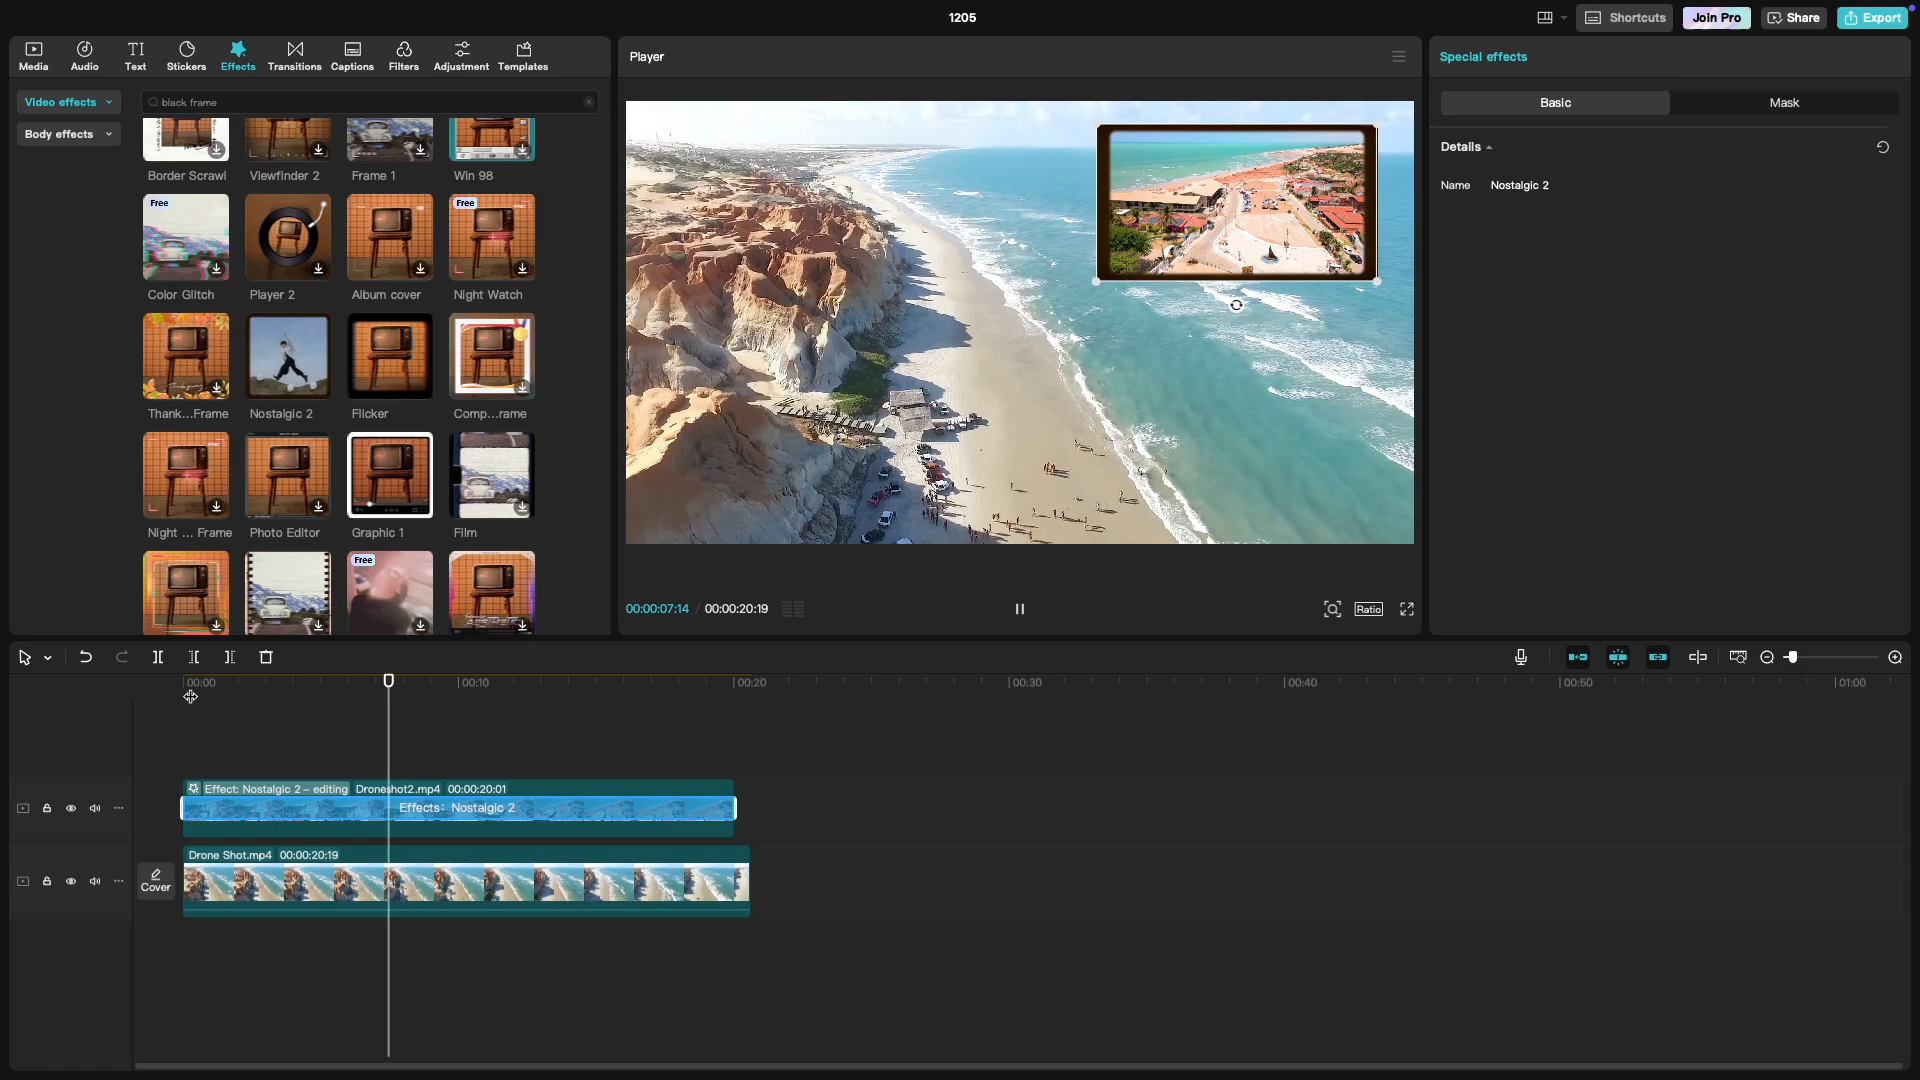 1205
Shortcuts
Join Pro
Share
Export
Media
Audio
Text
Stickers
Effects
Transitions
Captions
Filters
Adjustment
Templates
Player
Special effects
Video effects
black frame
Body effects
Basic
Mask
Details
Name Nostalgic 2
Border Scrawl
Viewfinder 2
Frame 1
Win 98
Free
Free
Color Glitch
Player 2
Album cover
Night Watch
Thank...Frame
Nostalgic 2
Flicker
Comp...rame
Night ... Frame
Photo Editor
Graphic 1
Film
Free
00:00:07:14 / 00:00:20:19
Ratio
00:00
00:10
00:20
00:30
00:40
00:50
01:00
Effect: Nostalgic 2 – editing Droneshot2.mp4 00:00:20:01
Effects: Nostalgic 2
Drone Shot.mp4 00:00:20:19
Cover